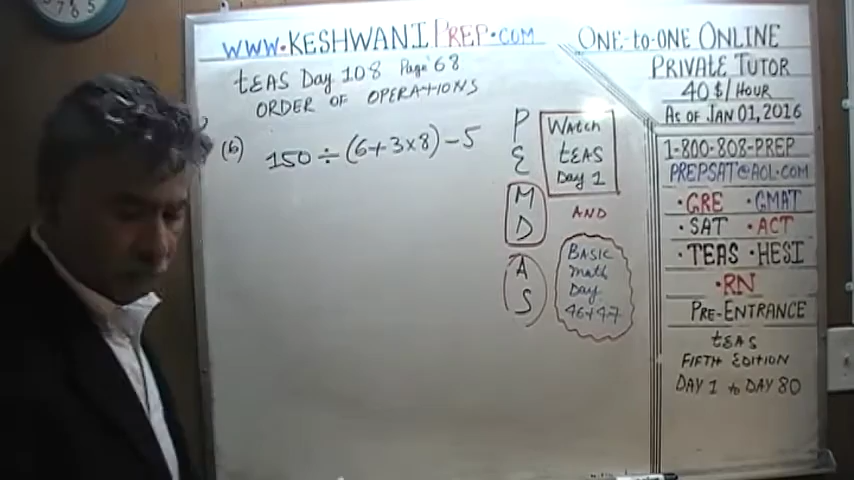 WWW.KESHWANIPREP.COM
TEAS Day 108 Page 68
ORDER OF OPERATIONS
(6) 150 ÷ (6+3×8) -5
P
E
M
D
A
S
WATCH
TEAS
Day 1
AND
BASIC
Math
Day
46+47
ONE-TO-ONE ONLINE
PRIVATE TUTOR
40 $/HOUR
AS OF JAN 01, 2016
1-800-808-PREP
PREPSAT@AOL.COM
•GRE •GMAT
•SAT •ACT
•TEAS •HESI
•RN
PRE-ENTRANCE
TEAS
FIFTH EDITION
DAY 1 to DAY 80